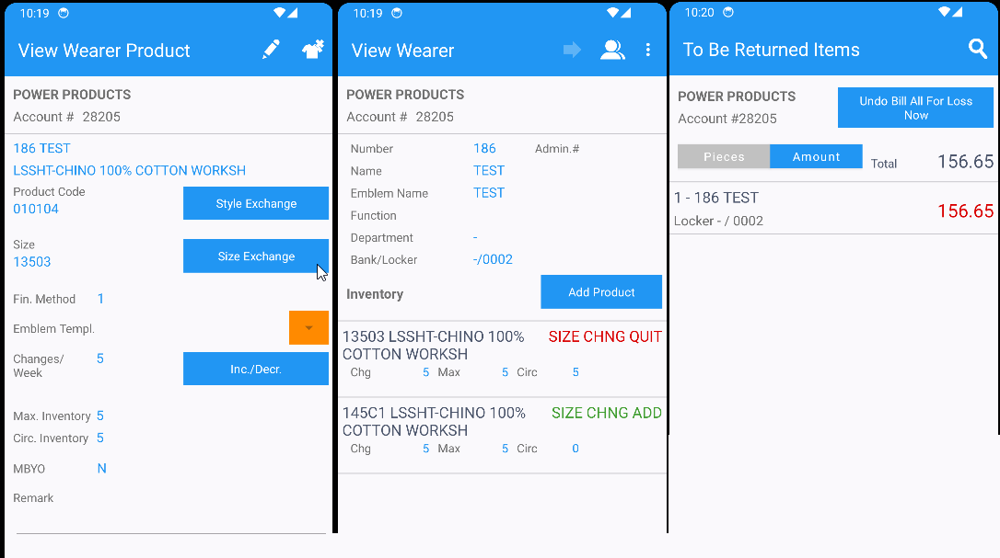 10:19
View Wearer Product
POWER PRODUCTS
Account # 28205
186 TEST
LSSHT-CHINO 100% COTTON WORKSH
Product Code
010104
Style Exchange
Size
13503
Size Exchange
Fin. Method 1
Emblem Templ.
Changes/ 5
Week
Inc./Decr.
Max. Inventory 5
Circ. Inventory 5
MBYO N
Remark
10:19
View Wearer
POWER PRODUCTS
Account # 28205
Number 186 Admin.#
Name TEST
Emblem Name TEST
Function
Department -
Bank/Locker -/0002
Inventory Add Product
13503 LSSHT-CHINO 100% SIZE CHNG QUIT
COTTON WORKSH
Chg 5 Max 5 Circ 5
145C1 LSSHT-CHINO 100% SIZE CHNG ADD
COTTON WORKSH
Chg 5 Max 5 Circ 0
10:20
To Be Returned Items
POWER PRODUCTS
Account #28205
Undo Bill All For Loss
Now
Pieces Amount Total 156.65
1 - 186 TEST
Locker - / 0002
156.65